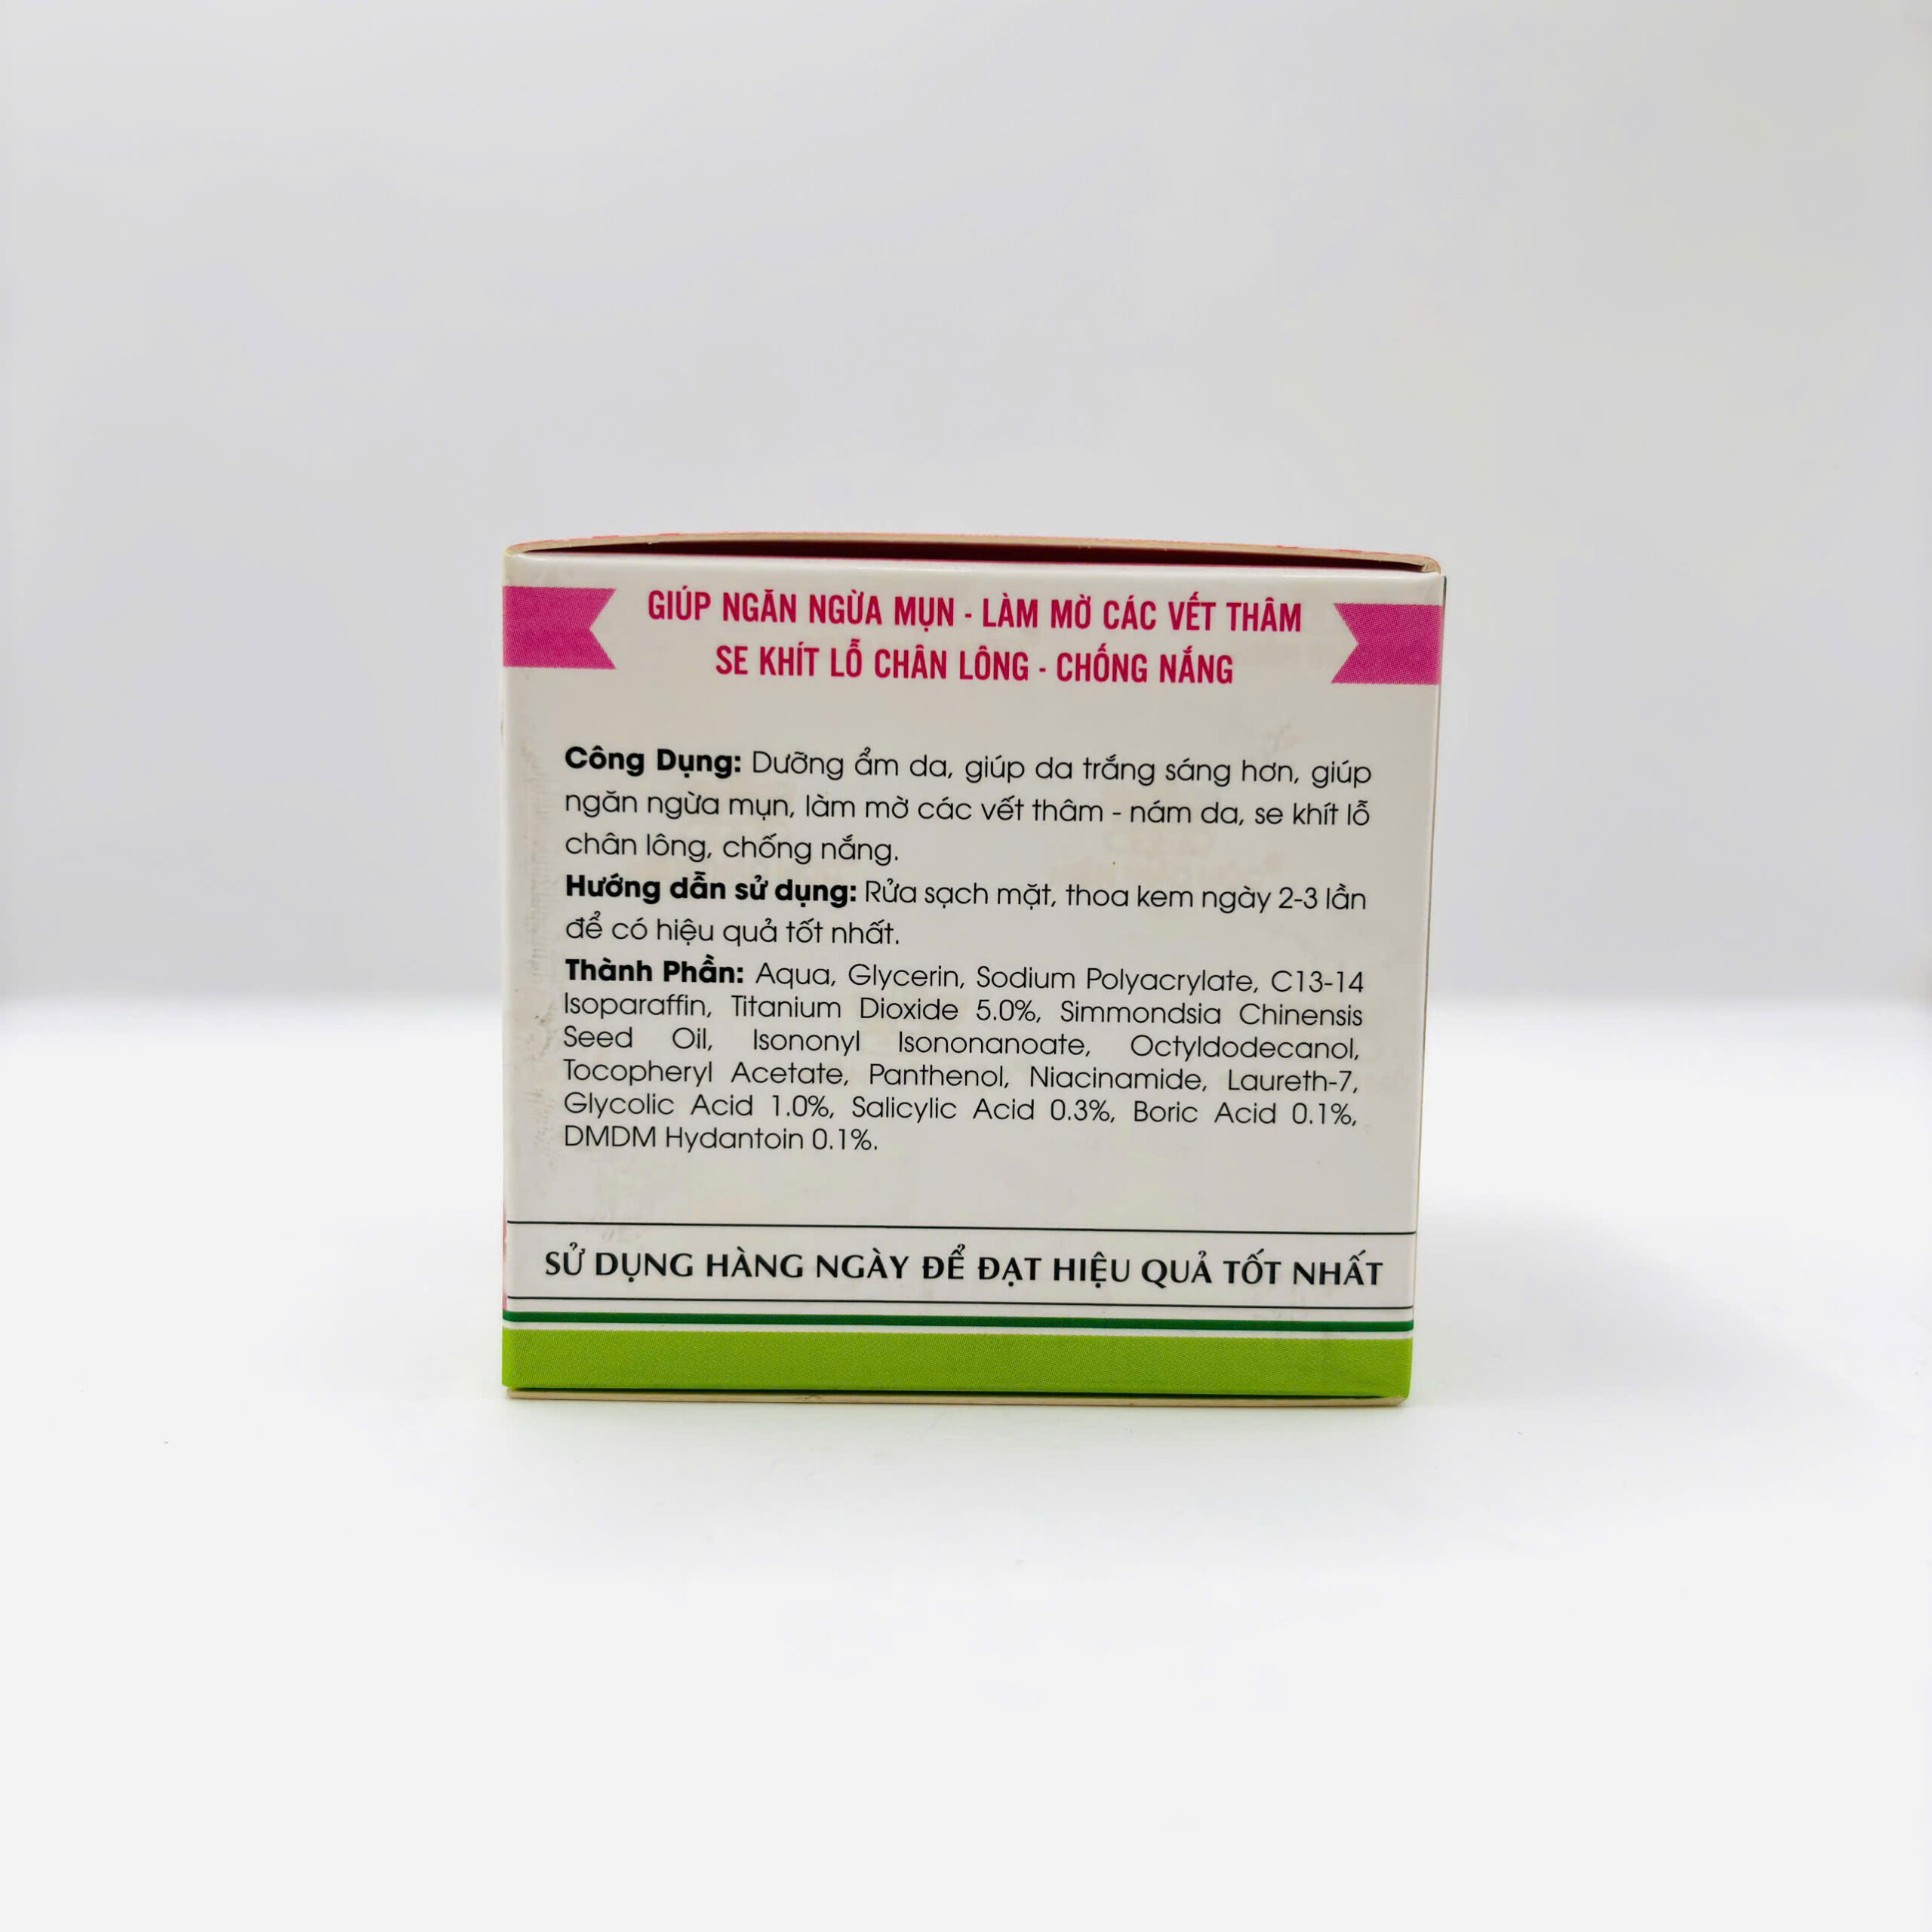 GIÚP NGĂN NGỪA MỤN - LÀM MỜ CÁC VẾT THÂM
SE KHÍT LỖ CHÂN LÔNG - CHỐNG NẮNG
Công Dụng: Dưỡng ẩm da, giúp da trắng sáng hơn, giúp
ngăn ngừa mụn, làm mờ các vết thâm - nám da, se khít lỗ
chân lông, chống nắng.
Hướng dẫn sử dụng: Rửa sạch mặt, thoa kem ngày 2-3 lần
để có hiệu quả tốt nhất.
Thành Phần: Aqua, Glycerin, Sodium Polyacrylate, C13-14
Isoparaffin, Titanium Dioxide 5.0%, Simmondsia Chinensis
Seed Oil, Isononyl Isononanoate, Octyldodecanol,
Tocopheryl Acetate, Panthenol, Niacinamide, Laureth-7,
Glycolic Acid 1.0%, Salicylic Acid 0.3%, Boric Acid 0.1%,
DMDM Hydantoin 0.1%.
SỬ DỤNG HÀNG NGÀY ĐỂ ĐẠT HIỆU QUẢ TỐT NHẤT